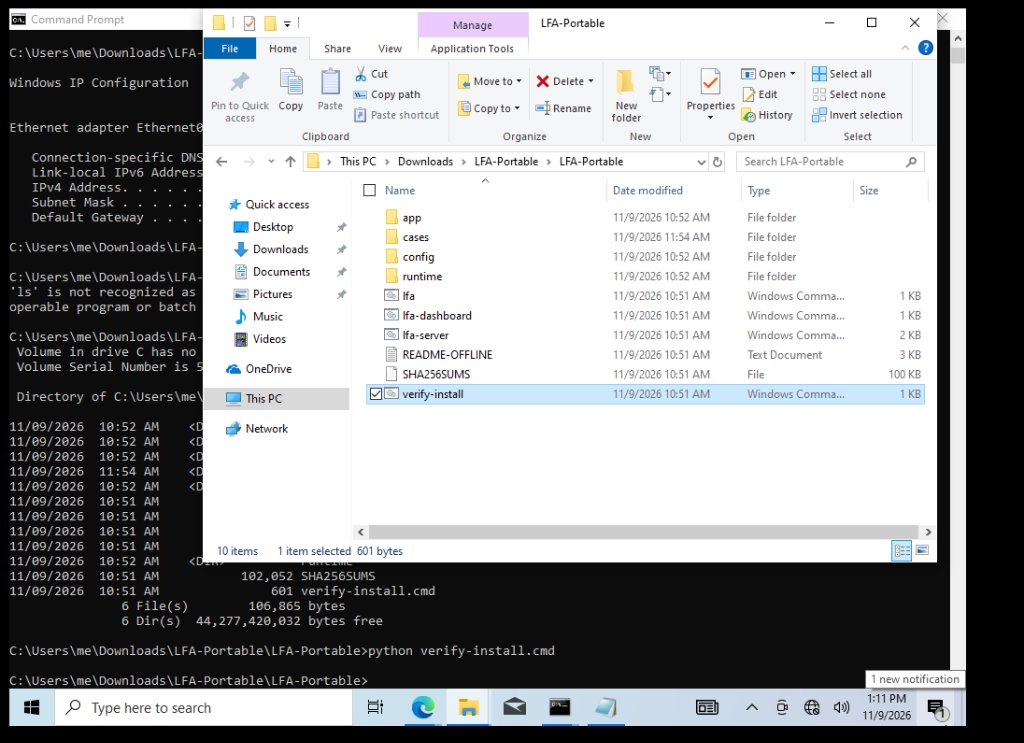 Command Prompt
Manage
LFA-Portable
File
Home
Share
View
Application Tools
Pin to Quick access
Copy
Paste
Cut
Copy path
Paste shortcut
Clipboard
Move to
Copy to
Delete
Rename
Organize
New folder
New
Properties
Open
Edit
History
Open
Select all
Select none
Invert selection
Select
This PC > Downloads > LFA-Portable > LFA-Portable
Search LFA-Portable
Quick access
Desktop
Downloads
Documents
Pictures
Music
Videos
OneDrive
This PC
Network
Name Date modified Type Size
app 11/9/2026 10:52 AM File folder
cases 11/9/2026 11:54 AM File folder
config 11/9/2026 10:52 AM File folder
runtime 11/9/2026 10:52 AM File folder
lfa 11/9/2026 10:51 AM Windows Comma... 1 KB
lfa-dashboard 11/9/2026 10:51 AM Windows Comma... 1 KB
lfa-server 11/9/2026 10:51 AM Windows Comma... 2 KB
README-OFFLINE 11/9/2026 10:51 AM Text Document 3 KB
SHA256SUMS 11/9/2026 10:51 AM File 100 KB
verify-install 11/9/2026 10:51 AM Windows Comma... 1 KB
10 items 1 item selected 601 bytes
C:\Users\me\Downloads\LFA-
Windows IP Configuration
Ethernet adapter Ethernet0
Connection-specific DNS
Link-local IPv6 Address
IPv4 Address. . . . . .
Subnet Mask . . . . . .
Default Gateway . . . .
C:\Users\me\Downloads\LFA-
C:\Users\me\Downloads\LFA-
'ls' is not recognized as
operable program or batch
C:\Users\me\Downloads\LFA-
Volume in drive C has no
Volume Serial Number is 5
Directory of C:\Users\me\
11/09/2026 10:52 AM <D
11/09/2026 10:52 AM <D
11/09/2026 10:52 AM <D
11/09/2026 11:54 AM <D
11/09/2026 10:52 AM <D
11/09/2026 10:51 AM
11/09/2026 10:51 AM
11/09/2026 10:51 AM
11/09/2026 10:51 AM
11/09/2026 10:52 AM <DIR> runtime
11/09/2026 10:51 AM 102,052 SHA256SUMS
11/09/2026 10:51 AM 601 verify-install.cmd
6 File(s) 106,865 bytes
6 Dir(s) 44,277,420,032 bytes free
C:\Users\me\Downloads\LFA-Portable\LFA-Portable>python verify-install.cmd
C:\Users\me\Downloads\LFA-Portable\LFA-Portable>
1 new notification
Type here to search
1:11 PM
11/9/2026
1